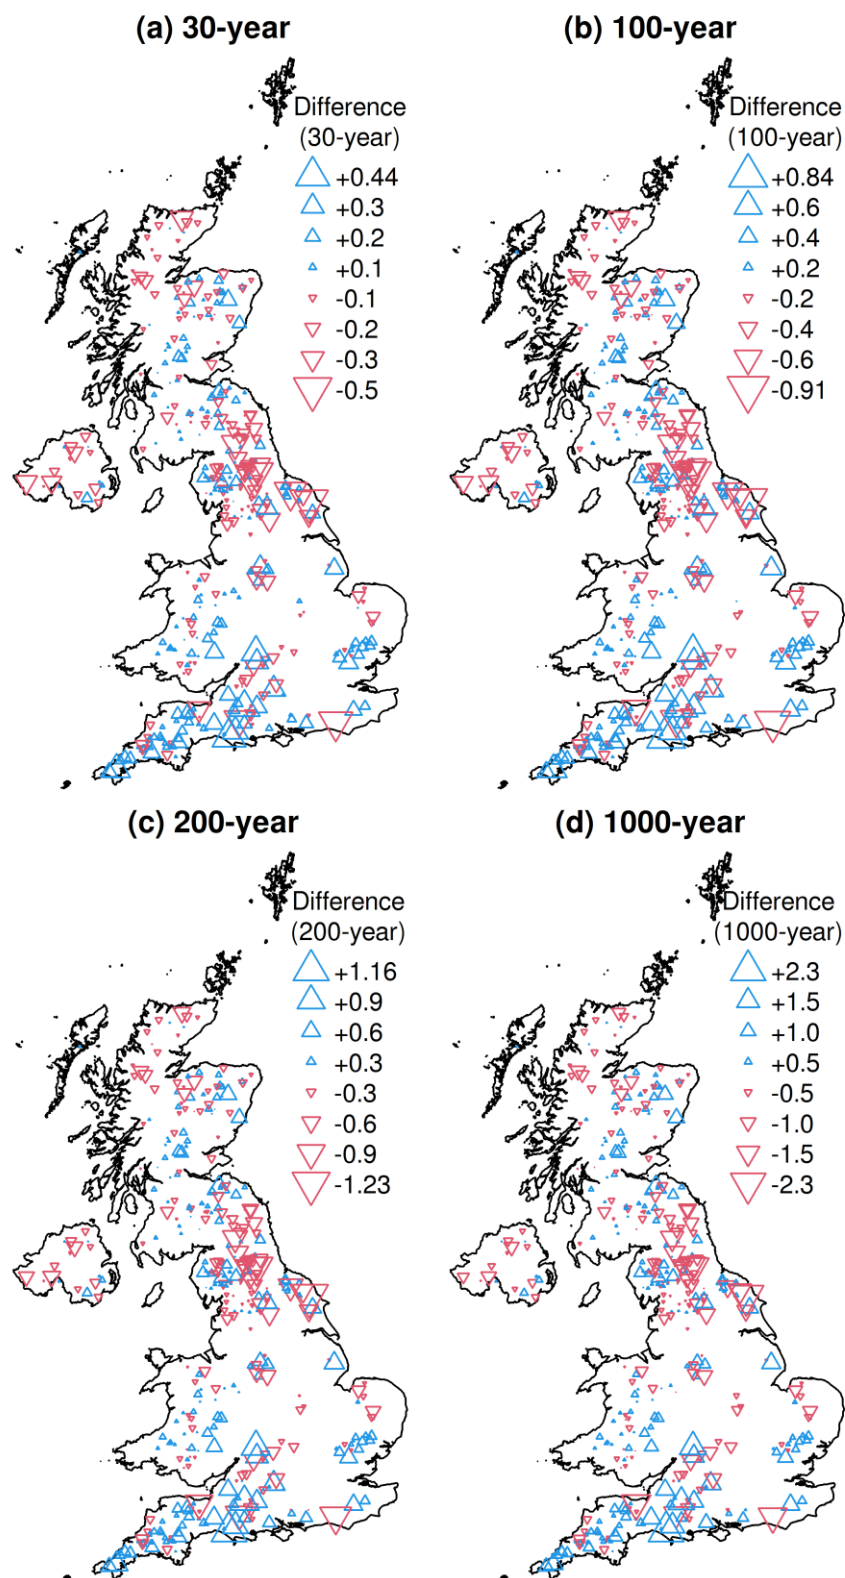 (a) 30-year
Difference
(30-year)
+0.44
+0.3
+0.2
+0.1
-0.1
-0.2
-0.3
-0.5
(b) 100-year
Difference
(100-year)
+0.84
+0.6
+0.4
+0.2
-0.2
-0.4
-0.6
-0.91
(c) 200-year
Difference
(200-year)
+1.16
+0.9
+0.6
+0.3
-0.3
-0.6
-0.9
-1.23
(d) 1000-year
Difference
(1000-year)
+2.3
+1.5
+1.0
+0.5
-0.5
-1.0
-1.5
-2.3